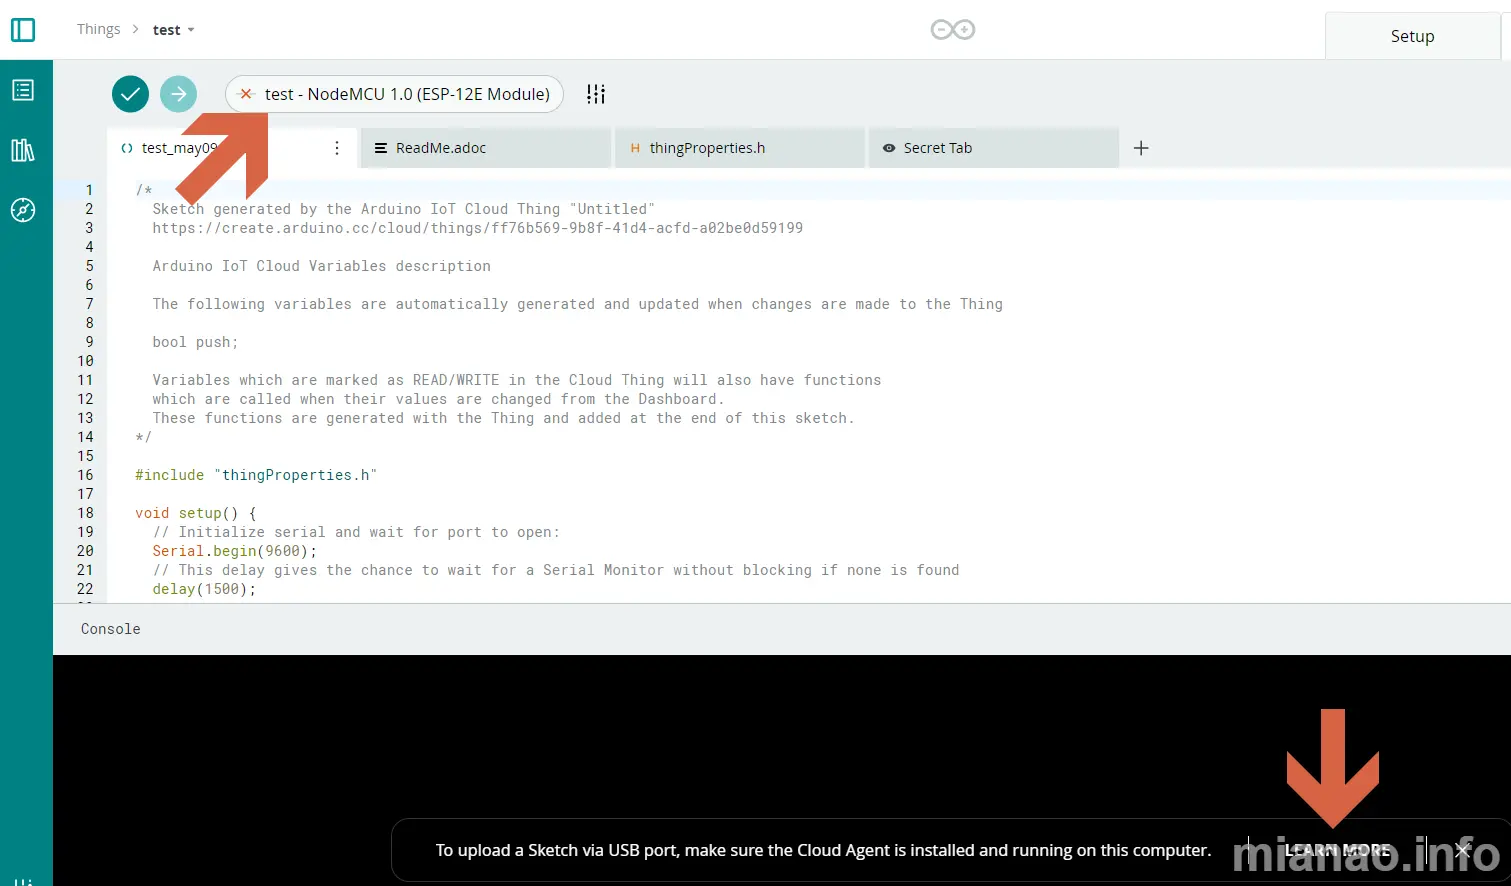 Things > test
Setup
test - NodeMCU 1.0 (ESP-12E Module)
test_may09
ReadMe.adoc
H thingProperties.h
Secret Tab
1 /*
2 Sketch generated by the Arduino IoT Cloud Thing "Untitled"
3 https://create.arduino.cc/cloud/things/ff76b569-9b8f-41d4-acfd-a02be0d59199
4
5 Arduino IoT Cloud Variables description
6
7 The following variables are automatically generated and updated when changes are made to the Thing
8
9 bool push;
10
11 Variables which are marked as READ/WRITE in the Cloud Thing will also have functions
12 which are called when their values are changed from the Dashboard.
13 These functions are generated with the Thing and added at the end of this sketch.
14 */
15
16 #include "thingProperties.h"
17
18 void setup() {
19 // Initialize serial and wait for port to open:
20 Serial.begin(9600);
21 // This delay gives the chance to wait for a Serial Monitor without blocking if none is found
22 delay(1500);
Console
To upload a Sketch via USB port, make sure the Cloud Agent is installed and running on this computer.
LEARN MORE
mianao.info